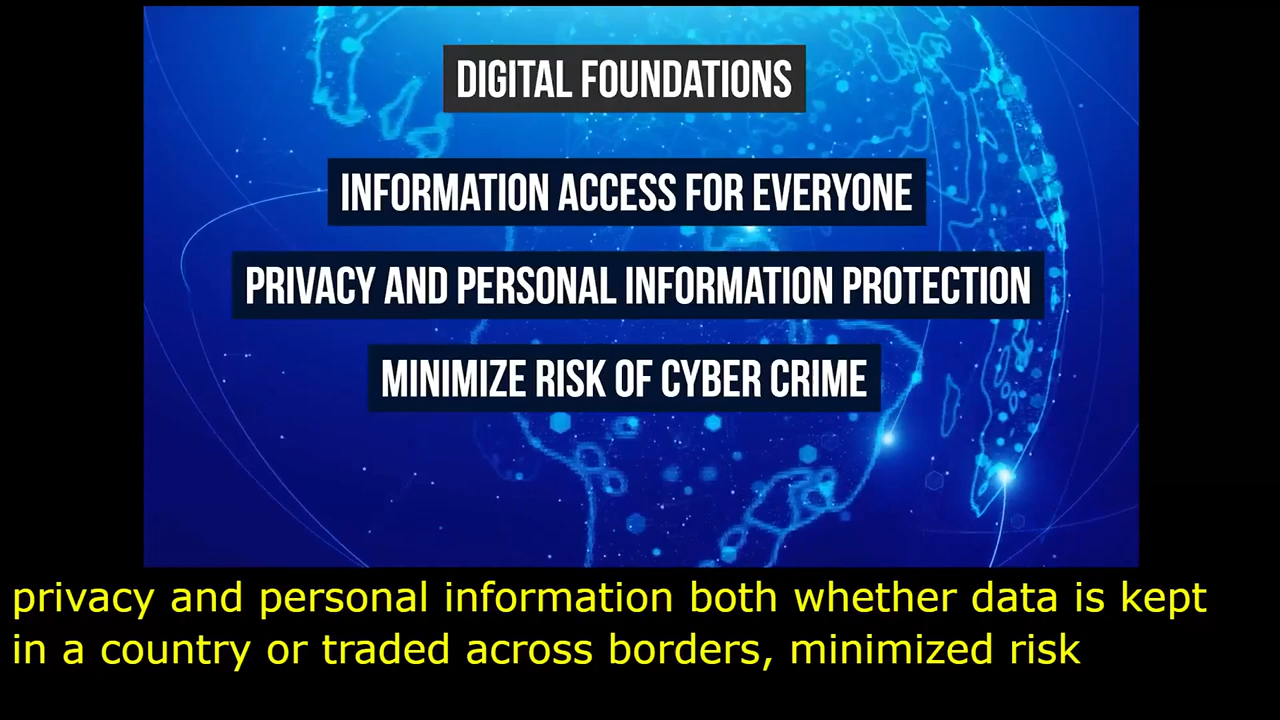 DIGITAL FOUNDATIONS
INFORMATION ACCESS FOR EVERYONE
PRIVACY AND PERSONAL INFORMATION PROTECTION
MINIMIZE RISK OF CYBER CRIME
privacy and personal information both whether data is kept
in a country or traded across borders, minimized risk